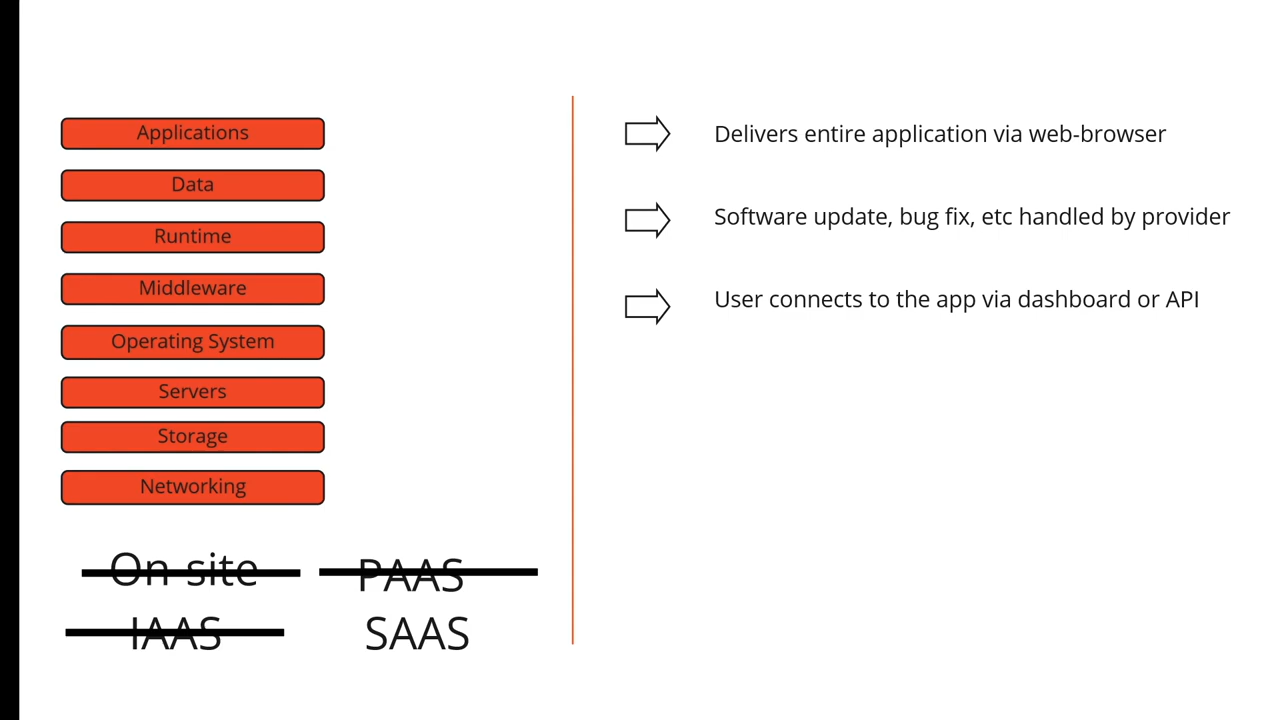 Applications
Data
Runtime
Middleware
Operating System
Servers
Storage
Networking
On site
PAAS
IAAS
SAAS
Delivers entire application via web-browser
Software update, bug fix, etc handled by provider
User connects to the app via dashboard or API